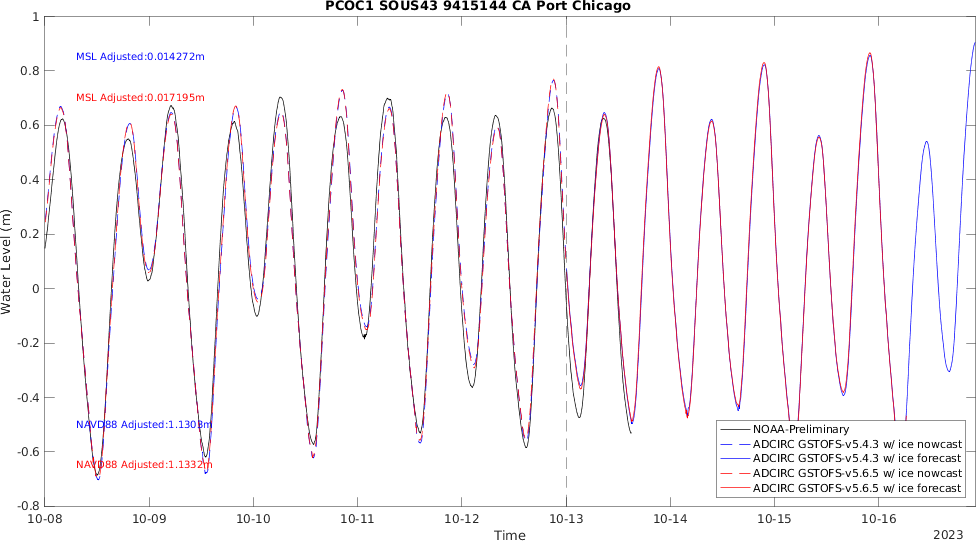 PCOC1 SOUS43 9415144 CA Port Chicago
1
0.8
0.6
0.4
0.2
0
-0.2
-0.4
-0.6
-0.8
Water Level (m)
MSL Adjusted:0.014272m
MSL Adjusted:0.017195m
NAVD88 Adjusted:1.1303m
NAVD88 Adjusted:1.1332m
NOAA-Preliminary
ADCIRC GSTOFS-v5.4.3 w/ ice nowcast
ADCIRC GSTOFS-v5.4.3 w/ ice forecast
ADCIRC GSTOFS-v5.6.5 w/ ice nowcast
ADCIRC GSTOFS-v5.6.5 w/ ice forecast
10-08 10-09 10-10 10-11 10-12 10-13 10-14 10-15 10-16
Time
2023